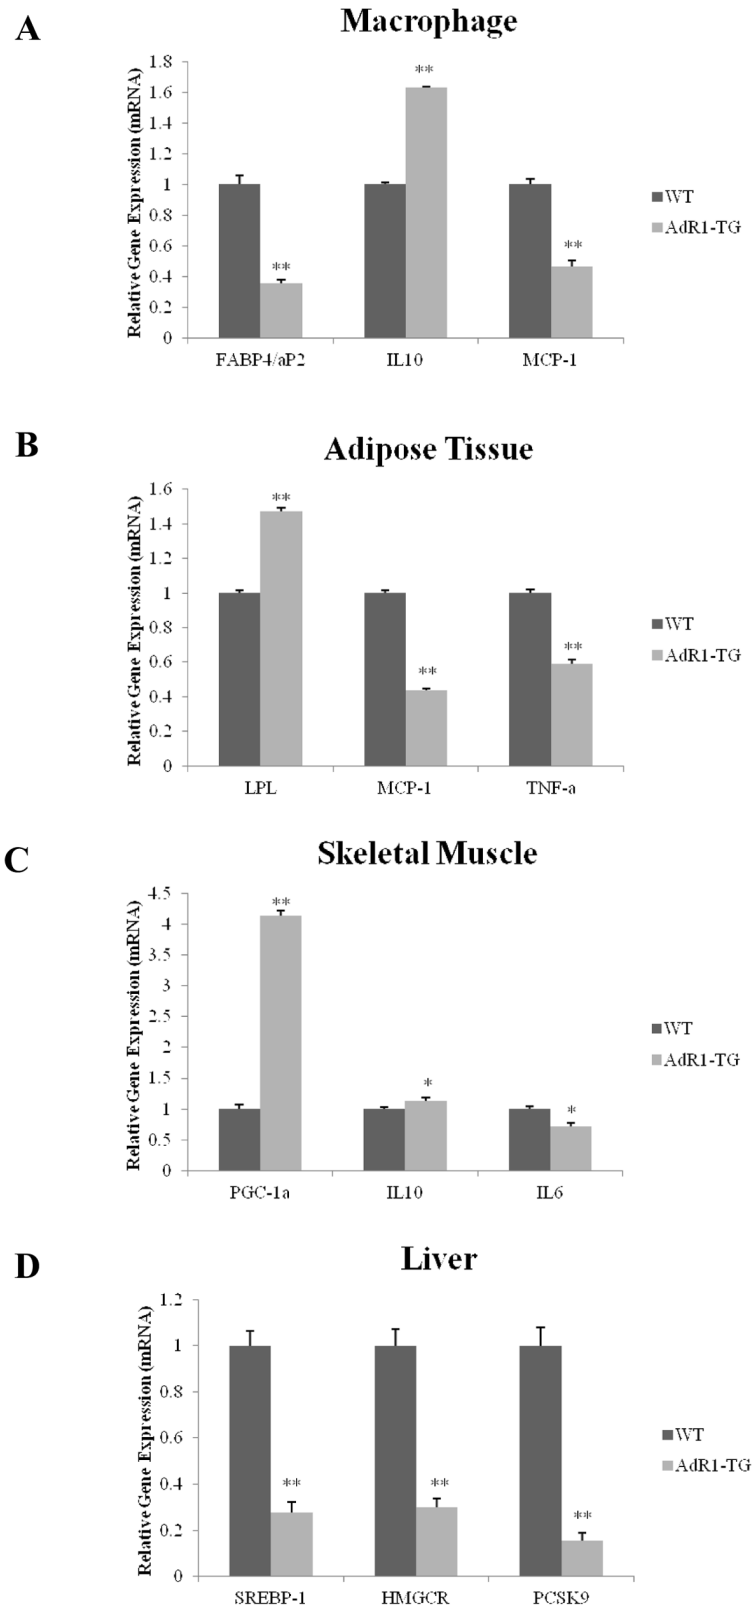 A
Macrophage
Relative Gene Expression (mRNA)
1.8
1.6
1.4
1.2
1
0.8
0.6
0.4
0.2
0
**
**
**
FABP4/aP2 IL10 MCP-1
WT
AdR1-TG
B
Adipose Tissue
Relative Gene Expression (mRNA)
1.6
1.4
1.2
1
0.8
0.6
0.4
0.2
0
**
**
**
LPL MCP-1 TNF-a
WT
AdR1-TG
C
Skeletal Muscle
Relative Gene Expression (mRNA)
4.5
4
3.5
3
2.5
2
1.5
1
0.5
0
**
*
*
PGC-1a IL10 IL6
WT
AdR1-TG
D
Liver
Relative Gene Expression (mRNA)
1.2
1
0.8
0.6
0.4
0.2
0
**
**
**
SREBP-1 HMGCR PCSK9
WT
AdR1-TG